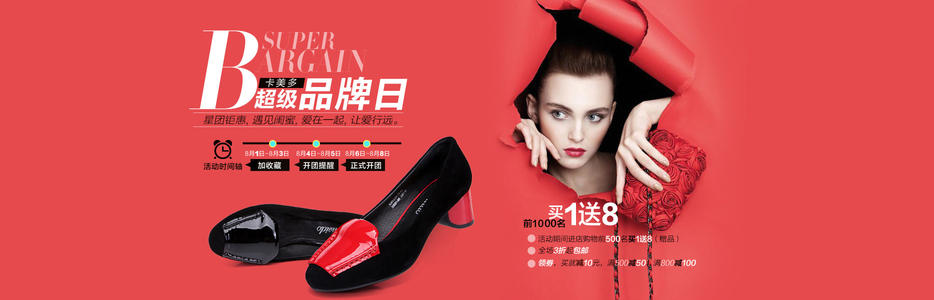 SUPER
BARGAIN
卡美多
超级品牌日
星团钜惠, 遇见闺蜜, 爱在一起, 让爱行远。
8月1日-8月3日 8月4日-8月5日 8月6日-8月8日
活动时间轴 加收藏 开团提醒 正式开团
前1000名 买1送8
活动期间进店购物前500名买1送8（赠品）
全场3折起包邮
领券，买就减10元，满500减50，满800减100